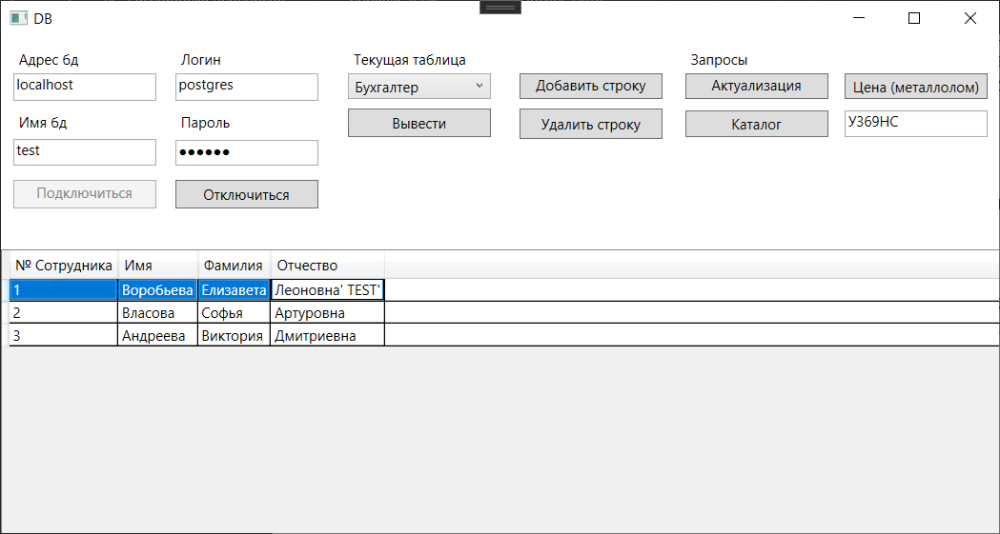 DB
Адрес бд Логин Текущая таблица Запросы
localhost postgres Бухгалтер Добавить строку Актуализация Цена (металлолом)
Имя бд Пароль Вывести Удалить строку Каталог У369НС
test ●●●●●●
Подключиться Отключиться
№ Сотрудника Имя Фамилия Отчество
1 Воробьева Елизавета Леоновна' TEST'
2 Власова Софья Артуровна
3 Андреева Виктория Дмитриевна